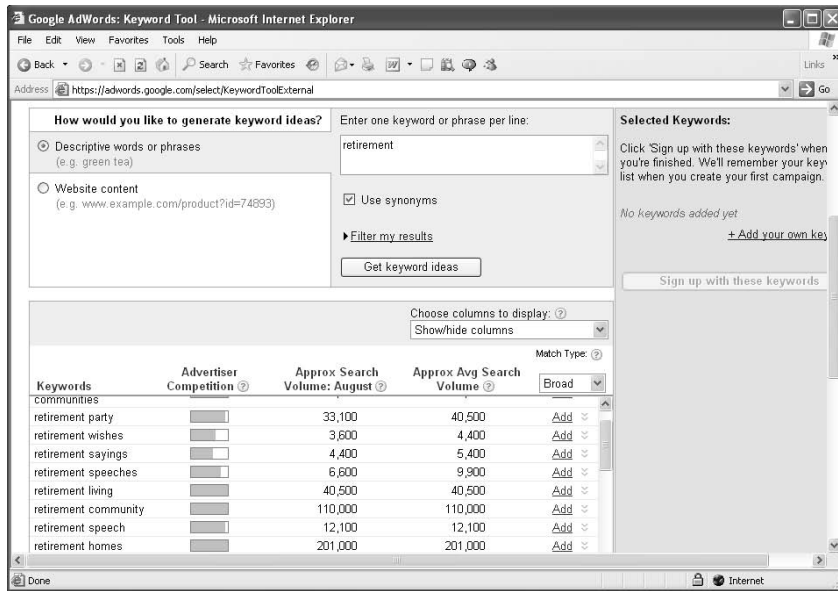 Google AdWords: Keyword Tool - Microsoft Internet Explorer
File Edit View Favorites Tools Help
Back Search Favorites Links
Address https://adwords.google.com/select/KeywordToolExternal Go
How would you like to generate keyword ideas?
Descriptive words or phrases
(e.g. green tea)
Website content
(e.g. www.example.com/product?id=74893)
Enter one keyword or phrase per line:
retirement
Use synonyms
Filter my results
Get keyword ideas
Selected Keywords:
Click 'Sign up with these keywords' when
you're finished. We'll remember your key
list when you create your first campaign.
No keywords added yet
+ Add your own key
Sign up with these keywords
Choose columns to display: ?
Show/hide columns
Match Type: ?
Keywords Advertiser Competition ? Approx Search Volume: August ? Approx Avg Search Volume ? Broad
communities
retirement party 33,100 40,500 Add
retirement wishes 3,600 4,400 Add
retirement sayings 4,400 5,400 Add
retirement speeches 6,600 9,900 Add
retirement living 40,500 40,500 Add
retirement community 110,000 110,000 Add
retirement speech 12,100 12,100 Add
retirement homes 201,000 201,000 Add
Done Internet